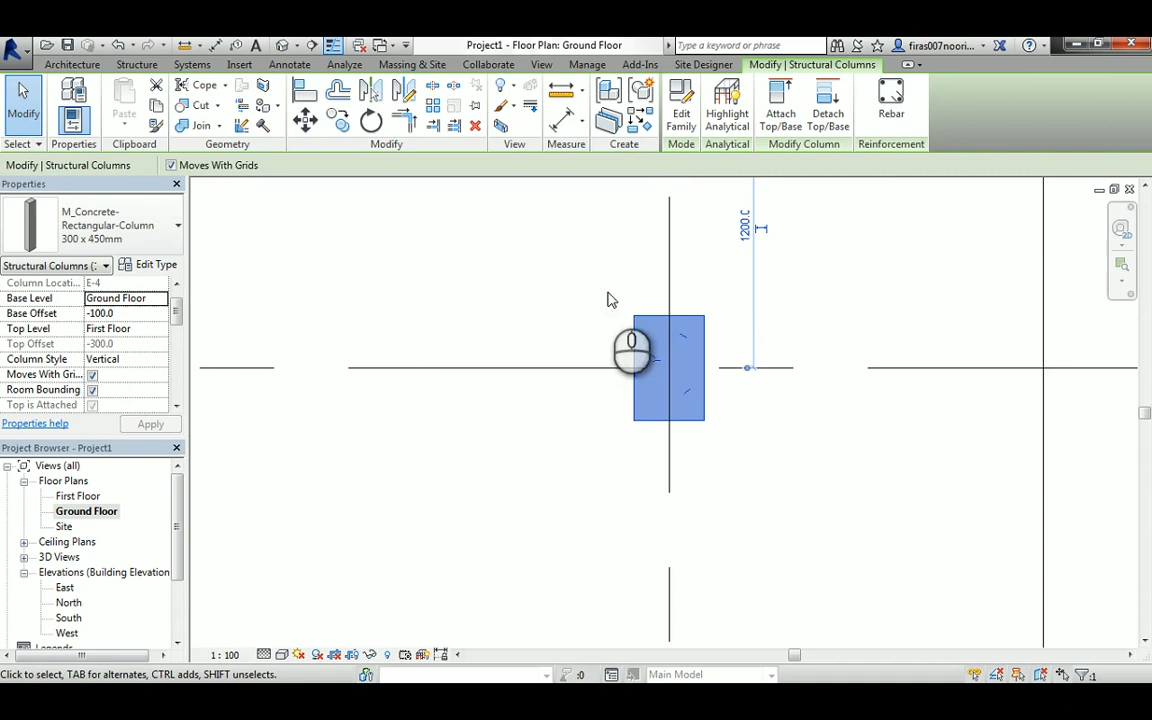 Project1 - Floor Plan: Ground Floor
Type a keyword or phrase
firas007noori...
Architecture Structure Systems Insert Annotate Analyze Massing & Site Collaborate View Manage Add-Ins Site Designer Modify | Structural Columns
Modify
Paste
Cope
Cut
Join
Edit Family
Highlight Analytical
Attach Top/Base
Detach Top/Base
Rebar
Select Properties Clipboard Geometry Modify View Measure Create Mode Analytical Modify Column Reinforcement
Modify | Structural Columns
Moves With Grids
Properties
M_Concrete-
Rectangular-Column
300 x 450mm
Structural Columns (:
Edit Type
Column Locati... E-4
Base Level Ground Floor
Base Offset -100.0
Top Level First Floor
Top Offset -300.0
Column Style Vertical
Moves With Gri...
Room Bounding
Top is Attached
Properties help
Apply
Project Browser - Project1
Views (all)
Floor Plans
First Floor
Ground Floor
Site
Ceiling Plans
3D Views
Elevations (Building Elevation
East
North
South
West
1200.0
2D
1 : 100
Click to select, TAB for alternates, CTRL adds, SHIFT unselects.
:0
Main Model
:1